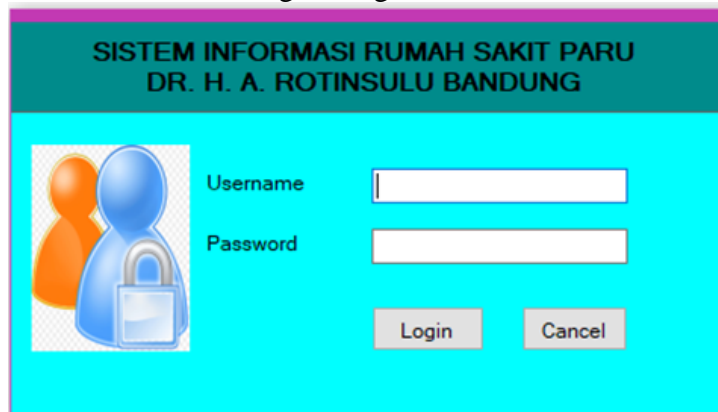 SISTEM INFORMASI RUMAH SAKIT PARU
DR. H. A. ROTINSULU BANDUNG
Username
Password
Login Cancel